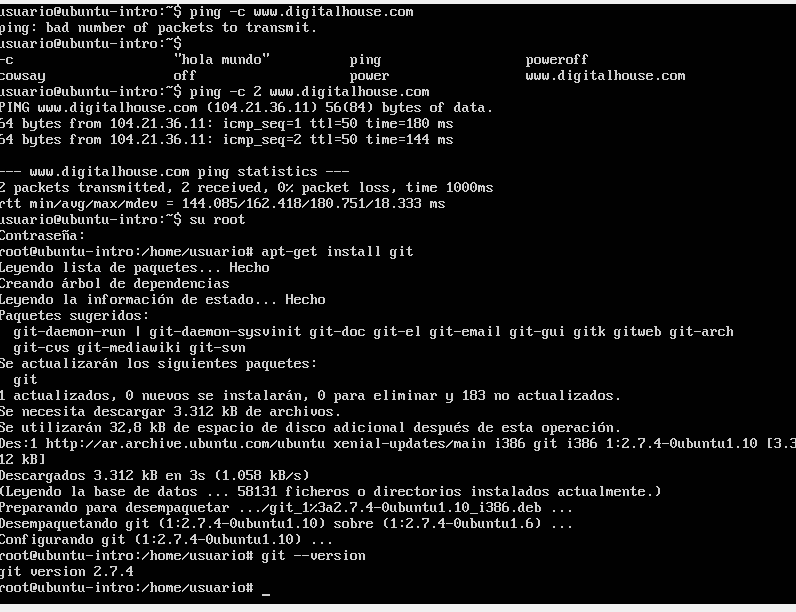 usuario@ubuntu-intro:~$ ping -c www.digitalhouse.com
ping: bad number of packets to transmit.
usuario@ubuntu-intro:~$
-c "hola mundo" ping poweroff
cowsay off power www.digitalhouse.com
usuario@ubuntu-intro:~$ ping -c 2 www.digitalhouse.com
PING www.digitalhouse.com (104.21.36.11) 56(84) bytes of data.
64 bytes from 104.21.36.11: icmp_seq=1 ttl=50 time=180 ms
64 bytes from 104.21.36.11: icmp_seq=2 ttl=50 time=144 ms
--- www.digitalhouse.com ping statistics ---
2 packets transmitted, 2 received, 0% packet loss, time 1000ms
rtt min/avg/max/mdev = 144.085/162.418/180.751/18.333 ms
usuario@ubuntu-intro:~$ su root
Contraseña:
root@ubuntu-intro:/home/usuario# apt-get install git
Leyendo lista de paquetes... Hecho
Creando árbol de dependencias
Leyendo la información de estado... Hecho
Paquetes sugeridos:
git-daemon-run | git-daemon-sysvinit git-doc git-el git-email git-gui gitk gitweb git-arch
git-cvs git-mediawiki git-svn
Se actualizarán los siguientes paquetes:
git
1 actualizados, 0 nuevos se instalarán, 0 para eliminar y 183 no actualizados.
Se necesita descargar 3.312 kB de archivos.
Se utilizarán 32,8 kB de espacio de disco adicional después de esta operación.
Des:1 http://ar.archive.ubuntu.com/ubuntu xenial-updates/main i386 git i386 1:2.7.4-0ubuntu1.10 [3.3
12 kB]
Descargados 3.312 kB en 3s (1.058 kB/s)
(Leyendo la base de datos ... 58131 ficheros o directorios instalados actualmente.)
Preparando para desempaquetar .../git_1%3a2.7.4-0ubuntu1.10_i386.deb ...
Desempaquetando git (1:2.7.4-0ubuntu1.10) sobre (1:2.7.4-0ubuntu1.6) ...
Configurando git (1:2.7.4-0ubuntu1.10) ...
root@ubuntu-intro:/home/usuario# git --version
git version 2.7.4
root@ubuntu-intro:/home/usuario# _